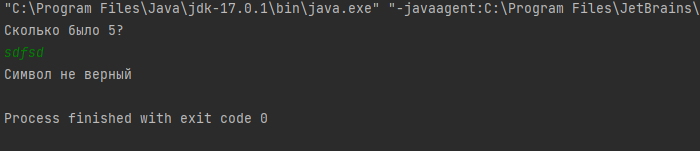 "C:\Program Files\Java\jdk-17.0.1\bin\java.exe" "-javaagent:C:\Program Files\JetBrains\
Сколько было 5?
sdfsd
Символ не верный
Process finished with exit code 0